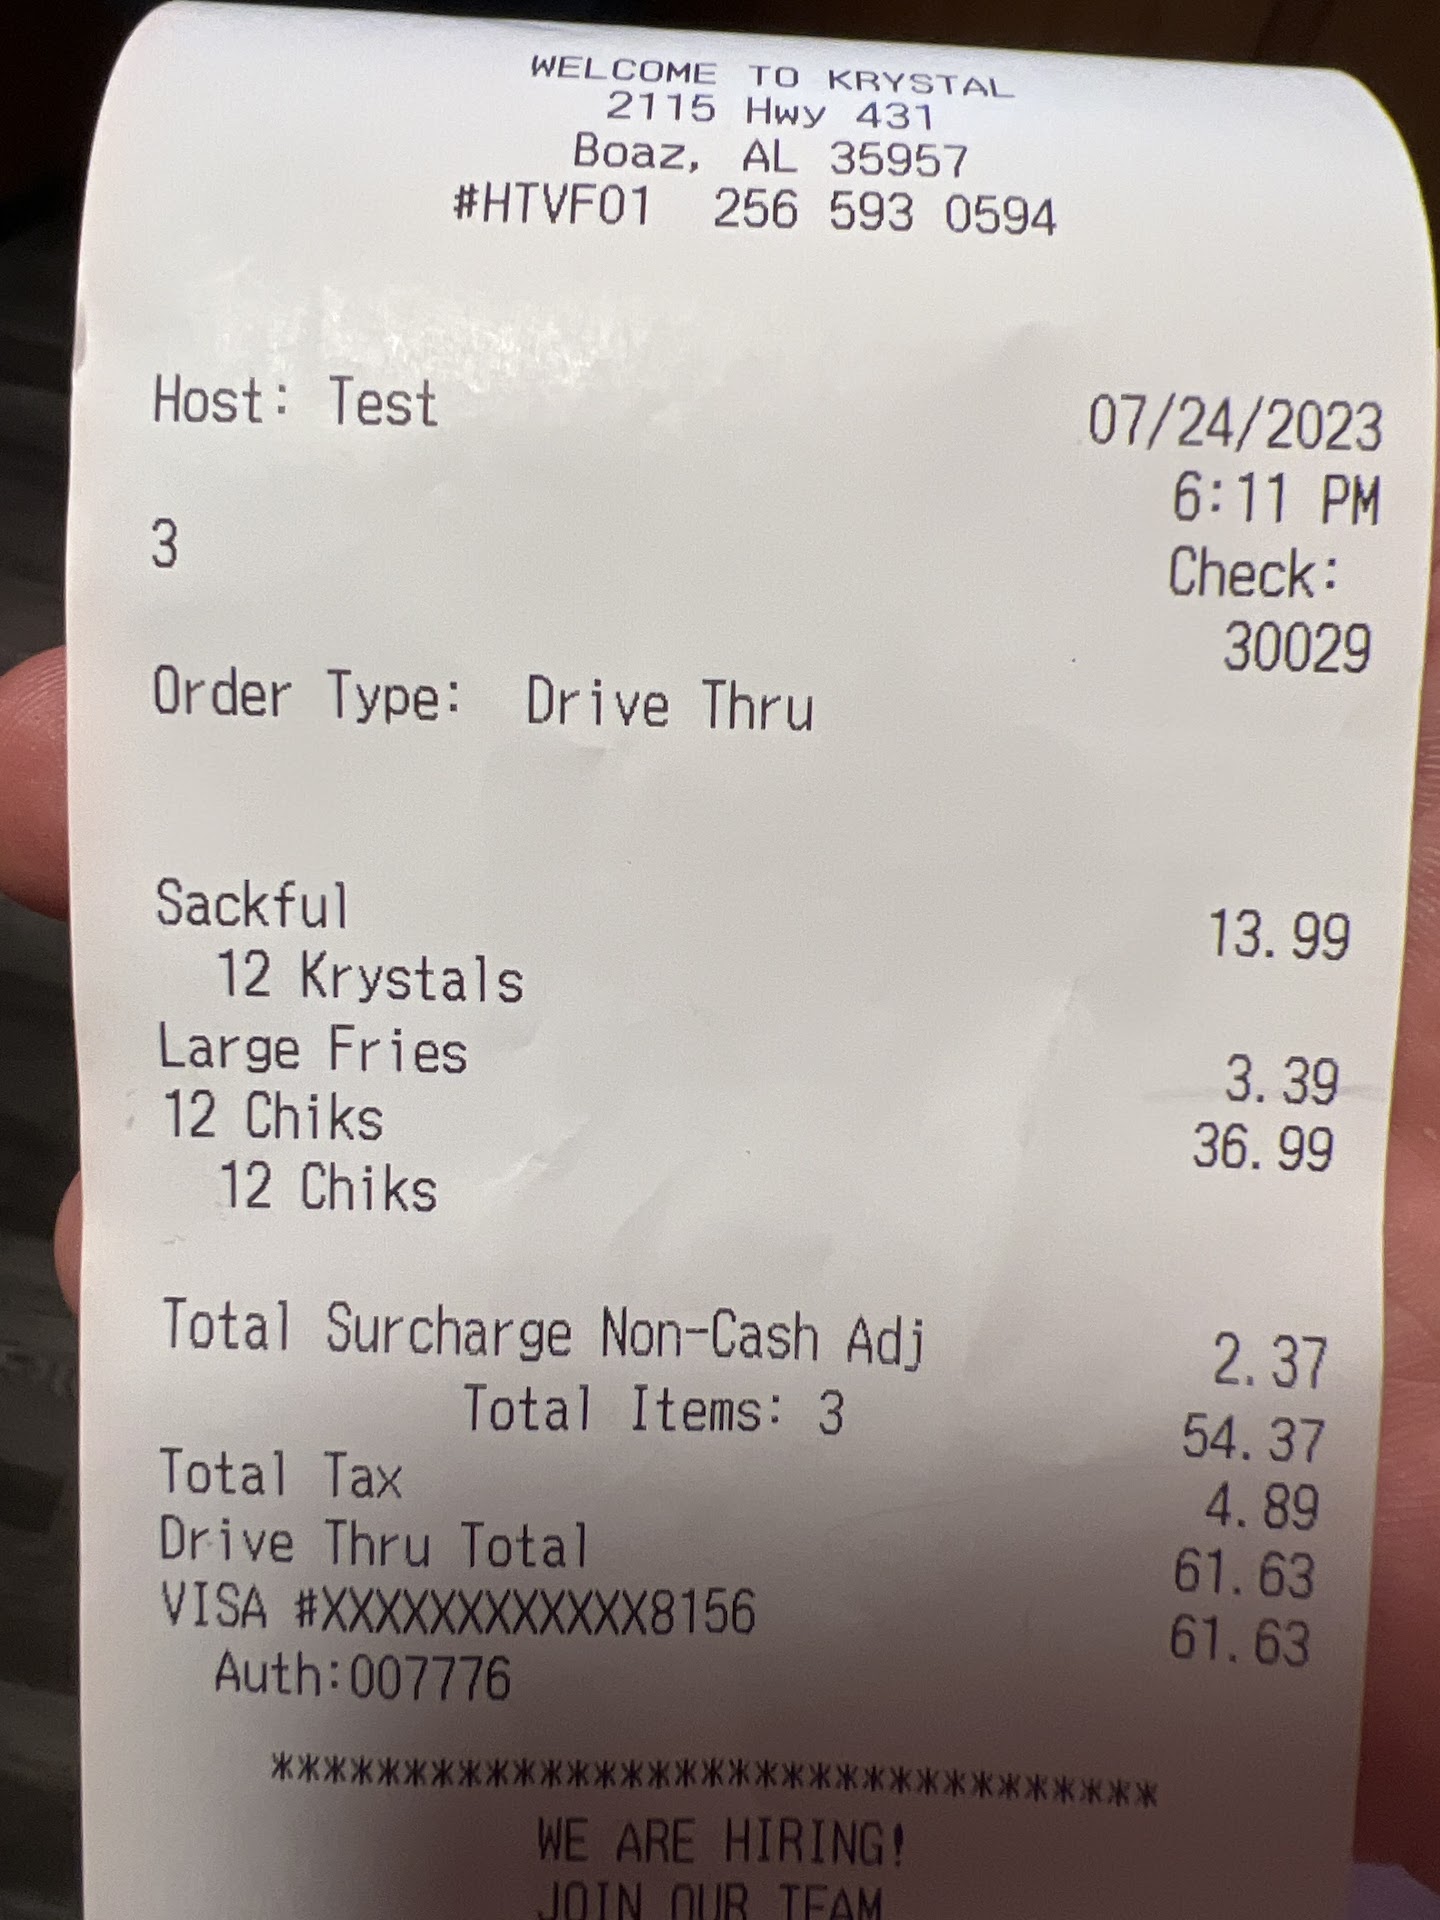 WELCOME TO KRYSTAL
2115 Hwy 431
Boaz, AL 35957
#HTVF01 256 593 0594
Host: Test
07/24/2023
6:11 PM
3
Check:
30029
Order Type: Drive Thru
Sackful 13.99
12 Krystals
Large Fries 3.39
12 Chiks 36.99
12 Chiks
Total Surcharge Non-Cash Adj 2.37
Total Items: 3 54.37
Total Tax 4.89
Drive Thru Total 61.63
VISA #XXXXXXXXXXXX8156 61.63
Auth:007776
*********************************
WE ARE HIRING!
JOIN OUR TEAM